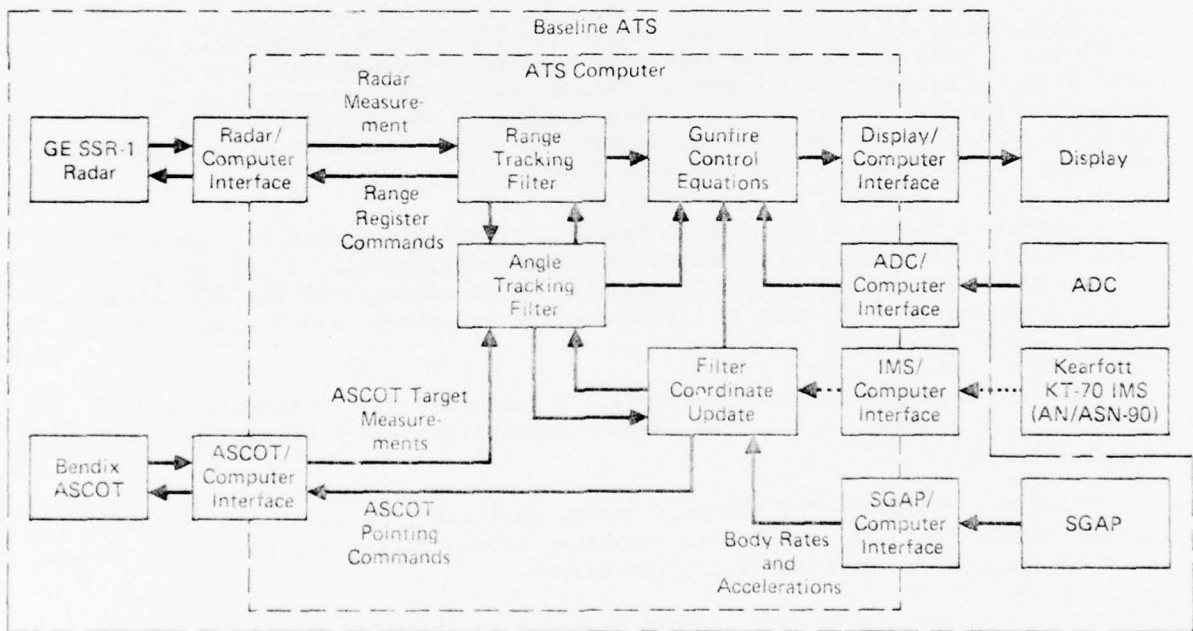 Baseline ATS
ATS Computer
Radar
Measure-
ment
GE SSR-1
Radar
Radar/
Computer
Interface
Range
Tracking
Filter
Gunfire
Control
Equations
Display/
Computer
Interface
Display
Range
Register
Commands
Angle
Tracking
Filter
ADC/
Computer
Interface
ADC
ASCOT Target
Measure-
ments
Filter
Coordinate
Update
IMS/
Computer
Interface
Kearfott
KT-70 IMS
(AN/ASN-90)
Bendix
ASCOT
ASCOT/
Computer
Interface
ASCOT
Pointing
Commands
Body Rates
and
Accelerations
SGAP/
Computer
Interface
SGAP